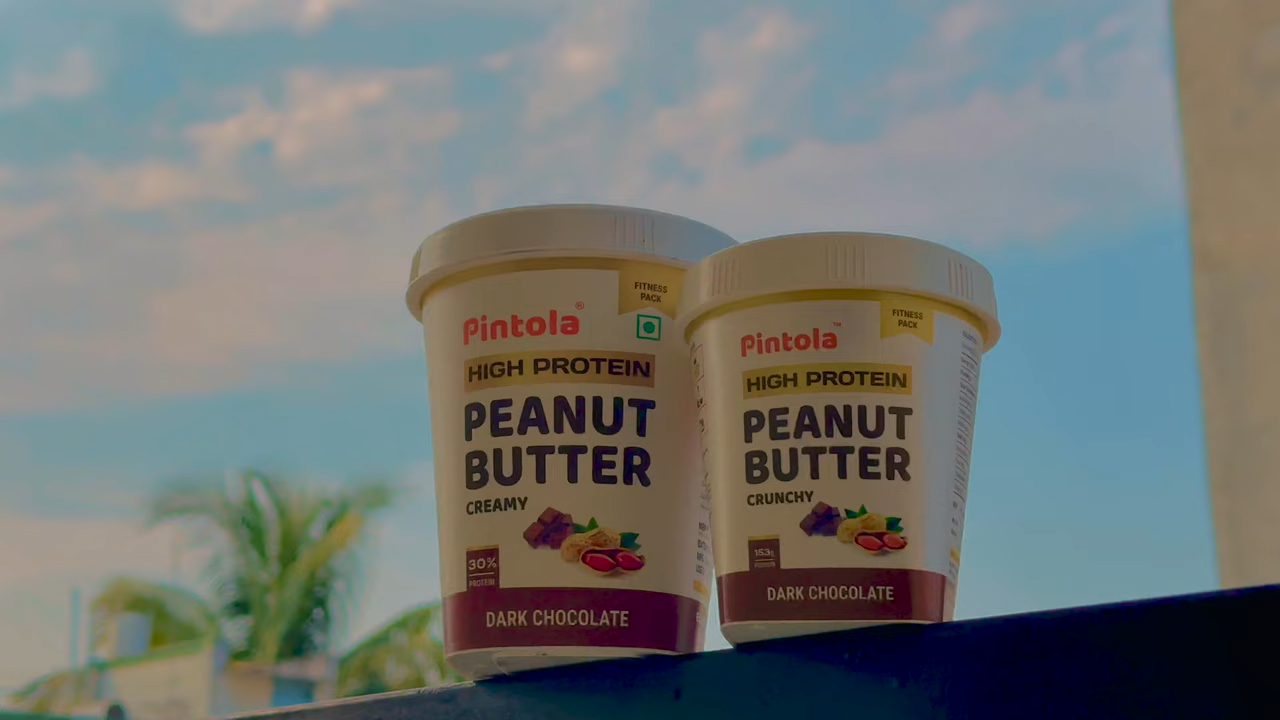 FITNESS
PACK
Pintola®
HIGH PROTEIN
PEANUT
BUTTER
CREAMY
30%
PROTEIN
DARK CHOCOLATE
FITNESS
PACK
Pintola™
HIGH PROTEIN
PEANUT
BUTTER
CRUNCHY
DARK CHOCOLATE